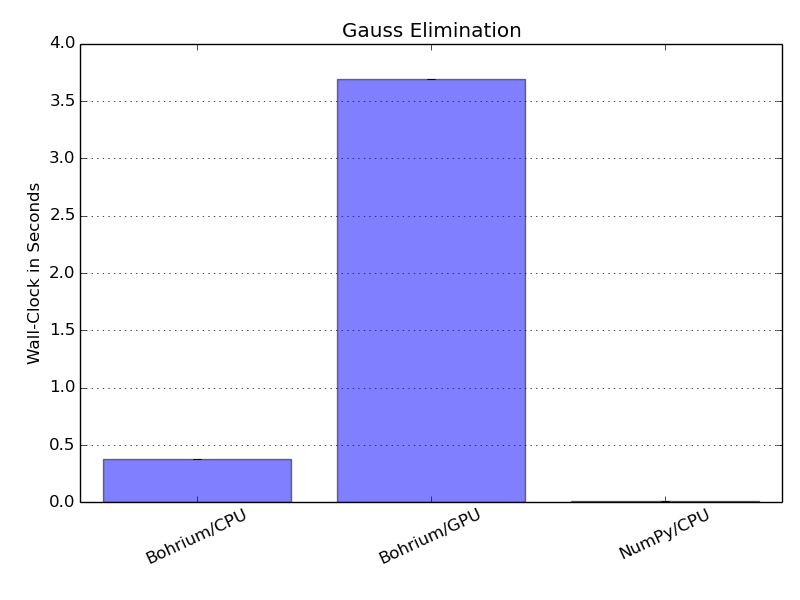 Gauss Elimination
Wall-Clock in Seconds
4.0
3.5
3.0
2.5
2.0
1.5
1.0
0.5
0.0
Bohrium/CPU
Bohrium/GPU
NumPy/CPU